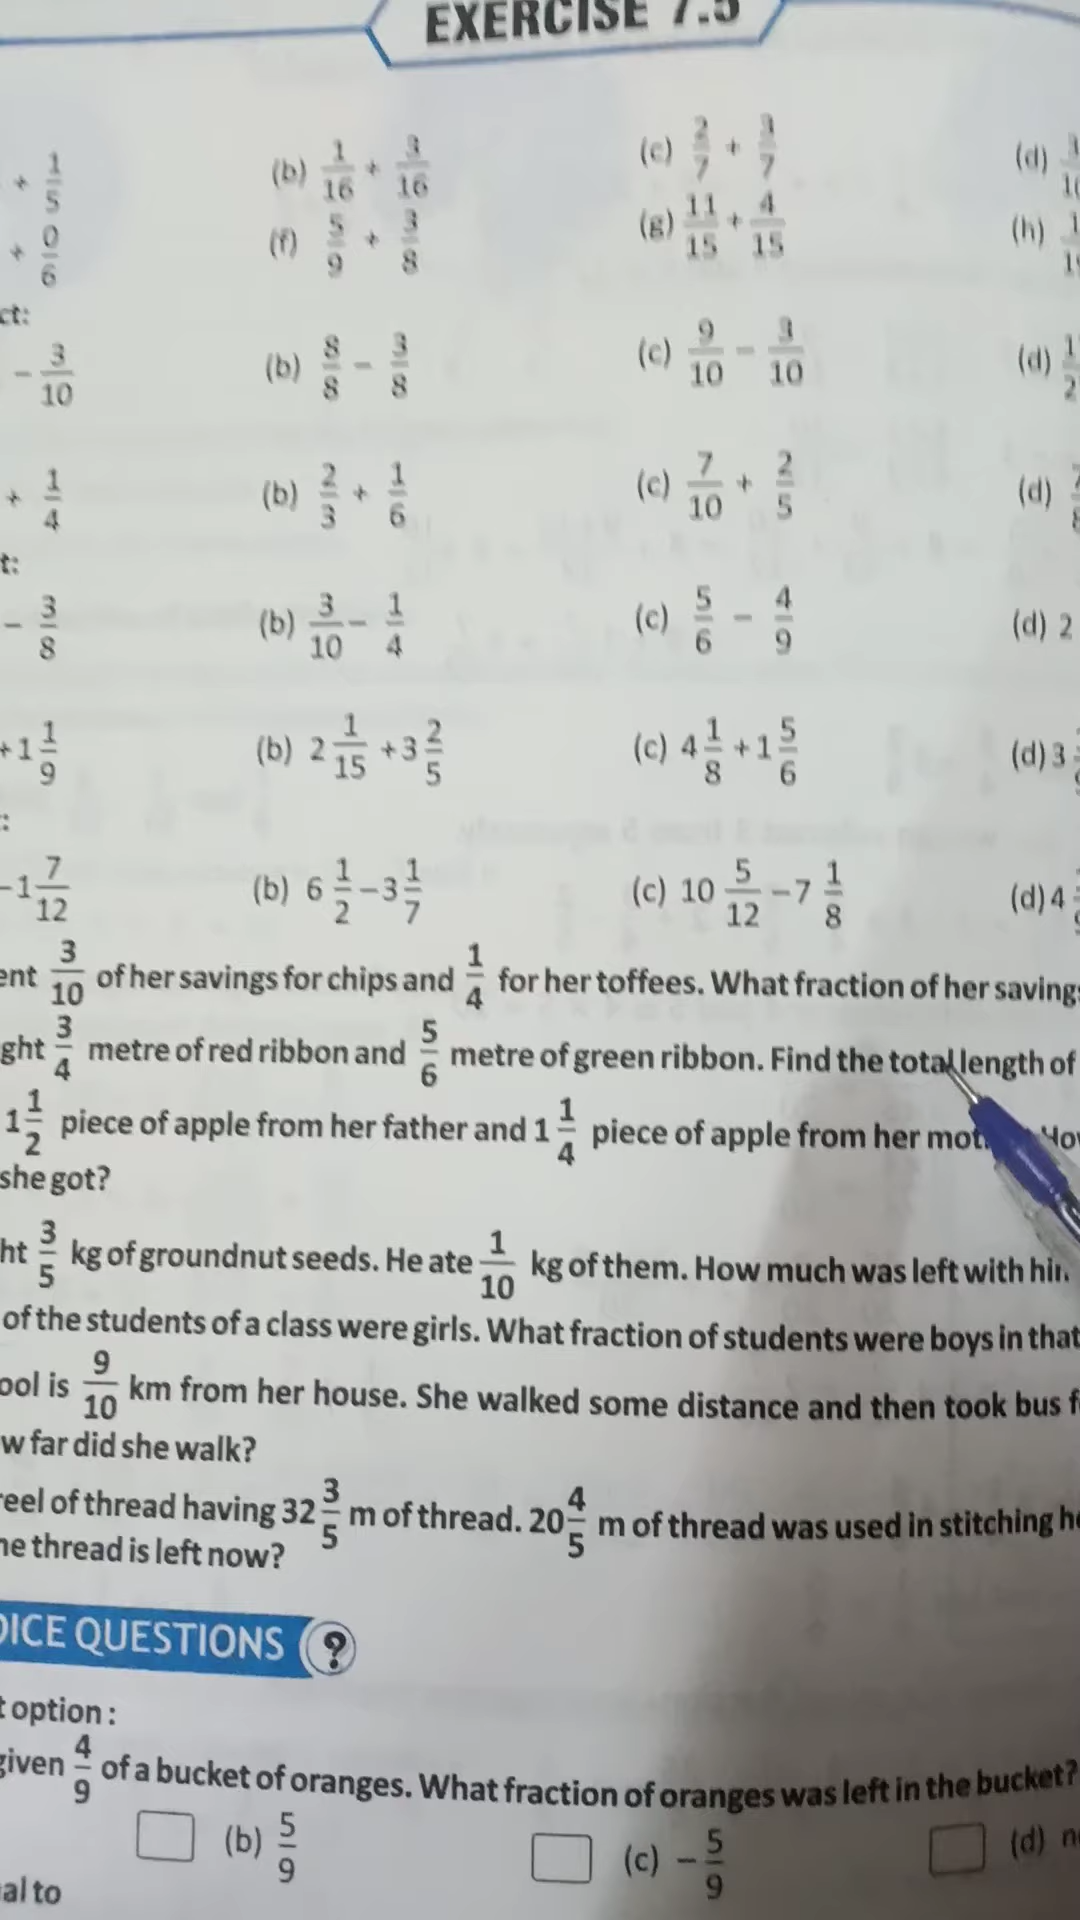 EXERCISE 7.5
+ 1/5 (b) 1/16 + 3/16 (c) 2/7 + 3/7 (d)
+ 0/6 (f) 5/9 + 3/8 (g) 11/15 + 4/15 (h)
ct:
- 3/10 (b) 8/8 - 3/8 (c) 9/10 - 3/10 (d)
+ 1/4 (b) 2/3 + 1/6 (c) 7/10 + 2/5 (d)
t:
- 3/8 (b) 3/10 - 1/4 (c) 5/6 - 4/9 (d) 2
+1 1/9 (b) 2 1/15 +3 2/5 (c) 4 1/8 +1 5/6 (d) 3
:
-1 7/12 (b) 6 1/2 -3 1/7 (c) 10 5/12 -7 1/8 (d) 4
ent 3/10 of her savings for chips and 1/4 for her toffees. What fraction of her saving
ght 3/4 metre of red ribbon and 5/6 metre of green ribbon. Find the total length of
1 1/2 piece of apple from her father and 1 1/4 piece of apple from her
she got?
ht 3/5 kg of groundnut seeds. He ate 1/10 kg of them. How much was left with
of the students of a class were girls. What fraction of students were boys in that
ool is 9/10 km from her house. She walked some distance and then took bus
w far did she walk?
reel of thread having 32 3/5 m of thread. 20 4/5 m of thread was used in stitching
he thread is left now?
OICE QUESTIONS ?
t option :
given 4/9 of a bucket of oranges. What fraction of oranges was left in the bucket?
(b) 5/9 (c) - 5/9 (d)
al to